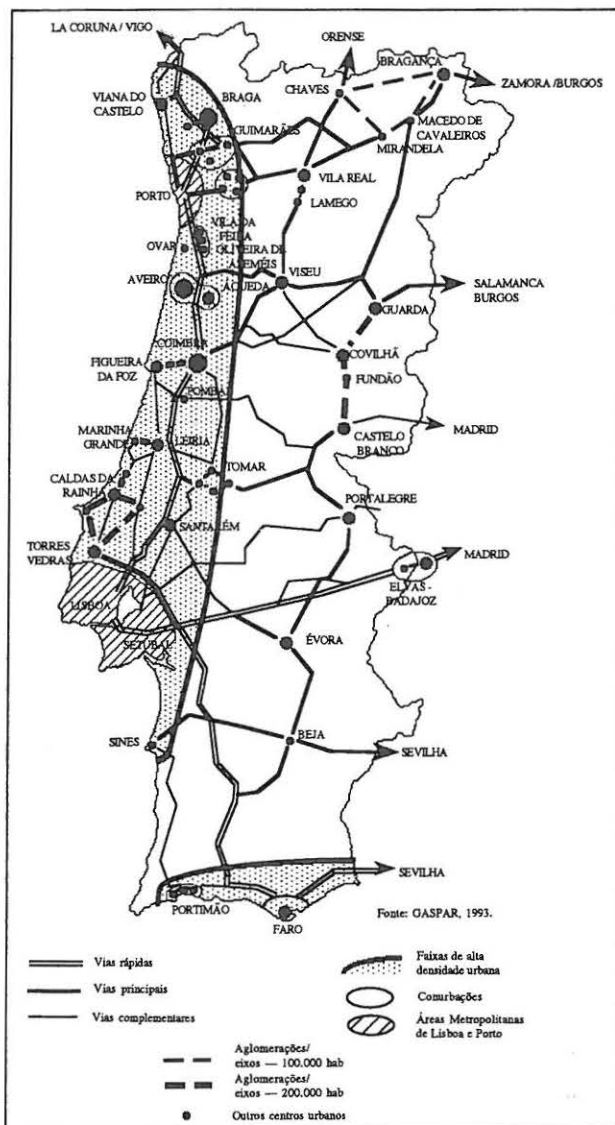 LA CORUNA / VIGO
ORENSE
BRAGANÇA
ZAMORA /BURGOS
CHAVES
VIANA DO
CASTELO
BRAGA
GUIMARÃES
MACEDO DE
CAVALEIROS
MIRANDELA
VILA REAL
PORTO
LAMEGO
VILA DA
FEIRA
OVAR
OLIVEIRA DE
AZEMÉIS
AVEIRO
ÁGUEDA
VISEU
SALAMANCA
BURGOS
GUARDA
COIMBRA
COVILHÃ
FIGUEIRA
DA FOZ
FUNDÃO
POMBAL
MARINHA
GRANDE
LEIRIA
CASTELO
BRANCO
MADRID
CALDAS DA
RAINHA
TOMAR
PORTALEGRE
SANTARÉM
TORRES
VEDRAS
MADRID
ELVAS -
BADAJOZ
LISBOA
SETUBAL
ÉVORA
SINES
BEJA
SEVILHA
SEVILHA
PORTIMÃO
FARO
Fonte: GASPAR, 1993.
Vias rápidas
Vias principais
Vias complementares
Faixas de alta
densidade urbana
Conurbações
Áreas Metropolitanas
de Lisboa e Porto
Aglomerações/
eixos — 100.000 hab
Aglomerações/
eixos — 200.000 hab
Outros centros urbanos